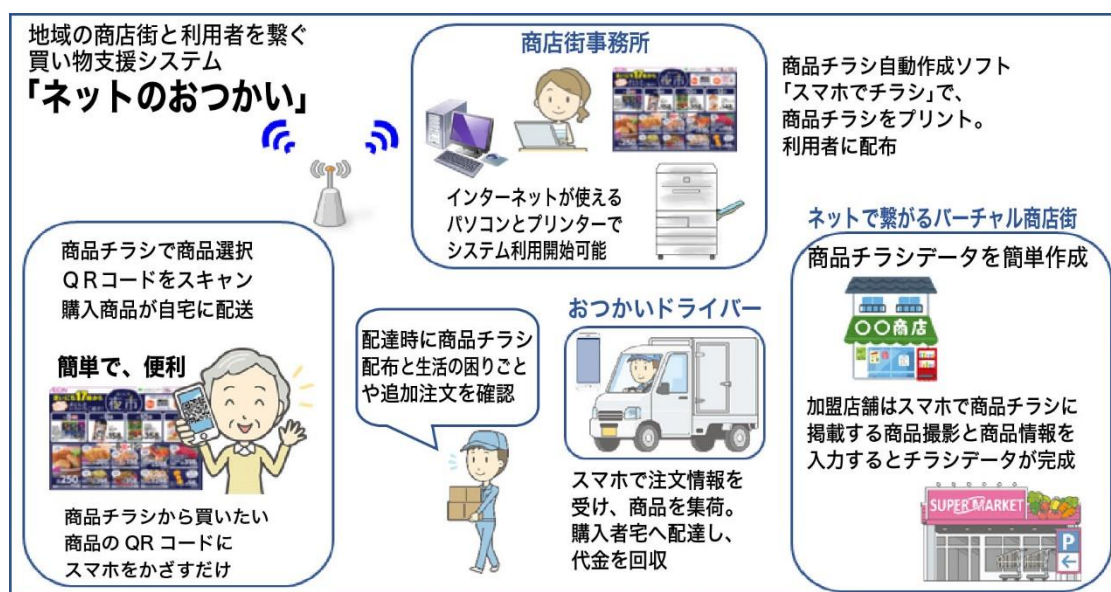 地域の商店街と利用者を繋ぐ
買い物支援システム
「ネットのおつかい」
商店街事務所
インターネットが使える
パソコンとプリンターで
システム利用開始可能
商品チラシ自動作成ソフト
「スマホでチラシ」で、
商品チラシをプリント。
利用者に配布
商品チラシで商品選択
QRコードをスキャン
購入商品が自宅に配送
簡単で、便利
夜市
商品チラシから買いたい
商品の QR コードに
スマホをかざすだけ
配達時に商品チラシ
配布と生活の困りごと
や追加注文を確認
おつかいドライバー
スマホで注文情報を
受け、商品を集荷。
購入者宅へ配達し、
代金を回収
ネットで繋がるバーチャル商店街
商品チラシデータを簡単作成
〇〇商店
加盟店舗はスマホで商品チラシに
掲載する商品撮影と商品情報を
入力するとチラシデータが完成
SUPER MARKET
P